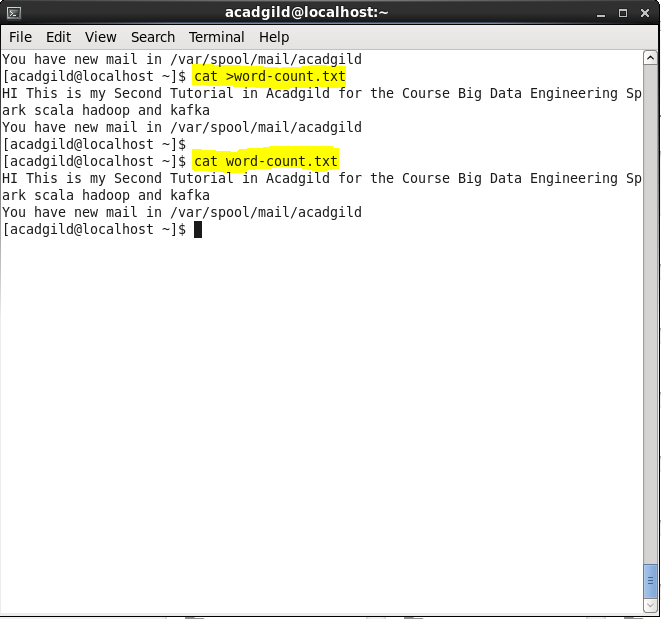 acadgild@localhost:~
File Edit View Search Terminal Help
You have new mail in /var/spool/mail/acadgild
[acadgild@localhost ~]$ cat >word-count.txt
HI This is my Second Tutorial in Acadgild for the Course Big Data Engineering Sp
ark scala hadoop and kafka
You have new mail in /var/spool/mail/acadgild
[acadgild@localhost ~]$
[acadgild@localhost ~]$ cat word-count.txt
HI This is my Second Tutorial in Acadgild for the Course Big Data Engineering Sp
ark scala hadoop and kafka
You have new mail in /var/spool/mail/acadgild
[acadgild@localhost ~]$